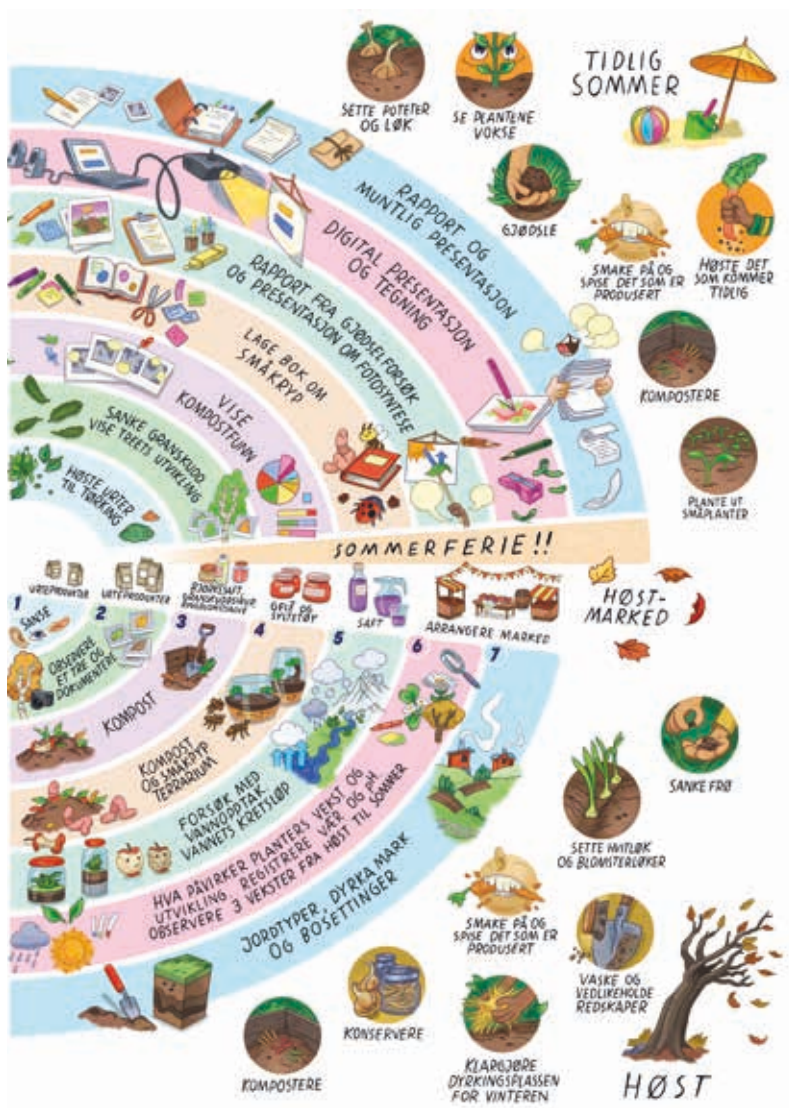 TIDLIG
SOMMER
SETTE POTETER
OG LØK
SE PLANTENE
VOKSE
GJØDSLE
SMAKE PÅ OG
SPISE DET SOM ER
PRODUSERT
HØSTE DET
SOM KOMMER
TIDLIG
KOMPOSTERE
PLANTE UT
SMÅPLANTER
RAPPORT OG
MUNTLIG PRESENTASJON
DIGITAL PRESENTASJON
OG TEGNING
RAPPORT FRA GJØDSELFORSØK
OG PRESENTASJON OM FOTOSYNTESE
LAGE BOK OM
SMÅKRYP
VISE
KOMPOSTFUNN
SANKE GRANSKUDD
VISE TREETS UTVIKLING
HØSTE URTER
TIL TØRKING
SOMMERFERIE!!
URTEPRODUKTER
URTEPRODUKTER
BJØRKESAFT,
GELÉ OG
SYLTETØY
SAFT
ARRANGERE MARKED
HØST-
MARKED
1
SANSE
2
OBSERVERE
ET TRE OG
DOKUMENTERE
3
KOMPOST
4
KOMPOST
OG SMÅKRYP
TERRARIUM
5
FORSØK MED
VANNOPPTAK
VANNETS KRETSLØP
6
HVA PÅVIRKER PLANTERS VEKST OG
UTVIKLING REGISTRERE VÆR OG PH
OBSERVERE 3 VEKSTER FRA HØST TIL SOMMER
7
JORDTYPER, DYRKA MARK
OG BOSETTINGER
SANKE FRØ
SETTE HVITLØK
OG BLOMSTERLØKER
SMAKE PÅ OG
SPISE DET SOM ER
PRODUSERT
VASKE OG
VEDLIKEHOLDE
REDSKAPER
KONSERVERE
KOMPOSTERE
KLARGJØRE
DYRKINGSPLASSEN
FOR VINTEREN
HØST